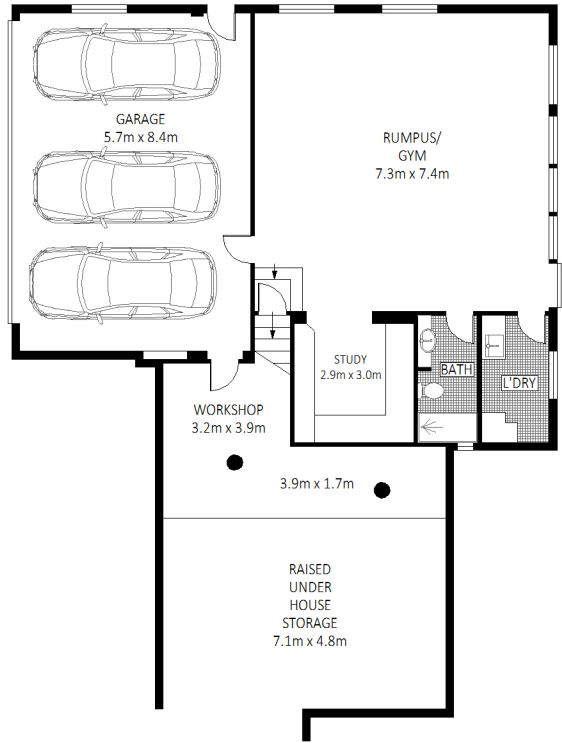 GARAGE
5.7m x 8.4m
RUMPUS/
GYM
7.3m x 7.4m
STUDY
2.9m x 3.0m
BATH
L'DRY
WORKSHOP
3.2m x 3.9m
3.9m x 1.7m
RAISED
UNDER
HOUSE
STORAGE
7.1m x 4.8m